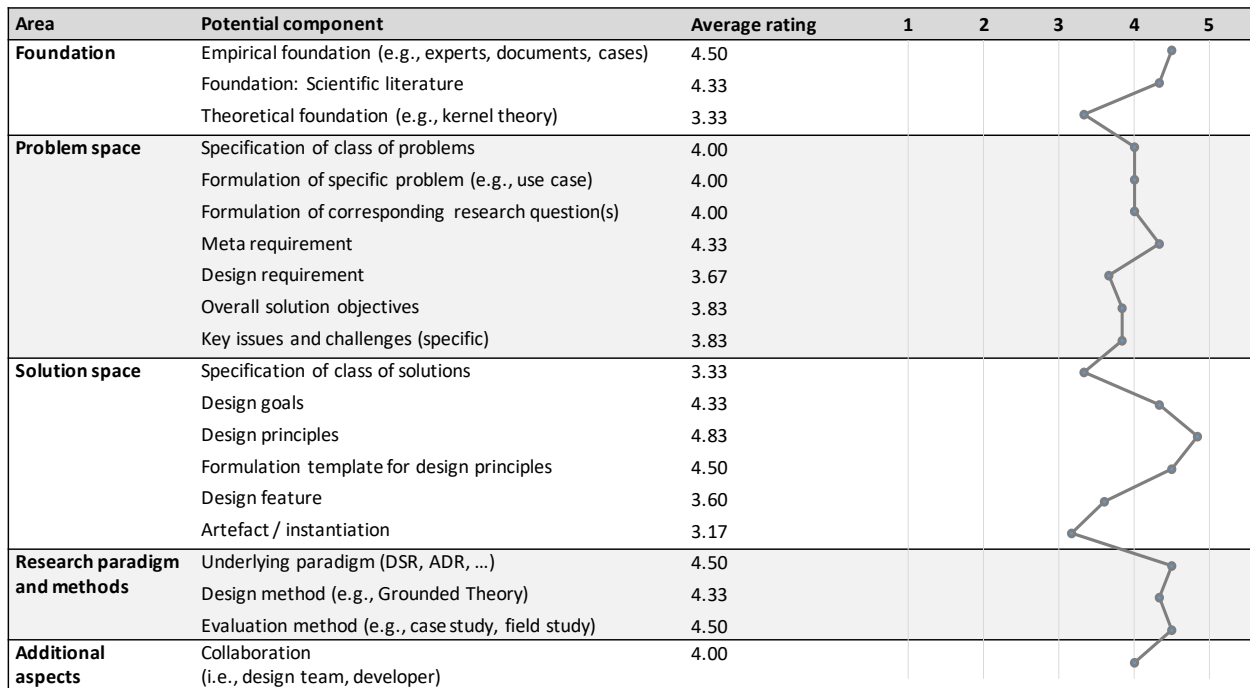 Area Potential component Average rating 1 2 3 4 5
Foundation Empirical foundation (e.g., experts, documents, cases) 4.50
Foundation: Scientific literature 4.33
Theoretical foundation (e.g., kernel theory) 3.33
Problem space Specification of class of problems 4.00
Formulation of specific problem (e.g., use case) 4.00
Formulation of corresponding research question(s) 4.00
Meta requirement 4.33
Design requirement 3.67
Overall solution objectives 3.83
Key issues and challenges (specific) 3.83
Solution space Specification of class of solutions 3.33
Design goals 4.33
Design principles 4.83
Formulation template for design principles 4.50
Design feature 3.60
Artefact / instantiation 3.17
Research paradigm Underlying paradigm (DSR, ADR, …) 4.50
and methods Design method (e.g., Grounded Theory) 4.33
Evaluation method (e.g., case study, field study) 4.50
Additional Collaboration 4.00
aspects (i.e., design team, developer)